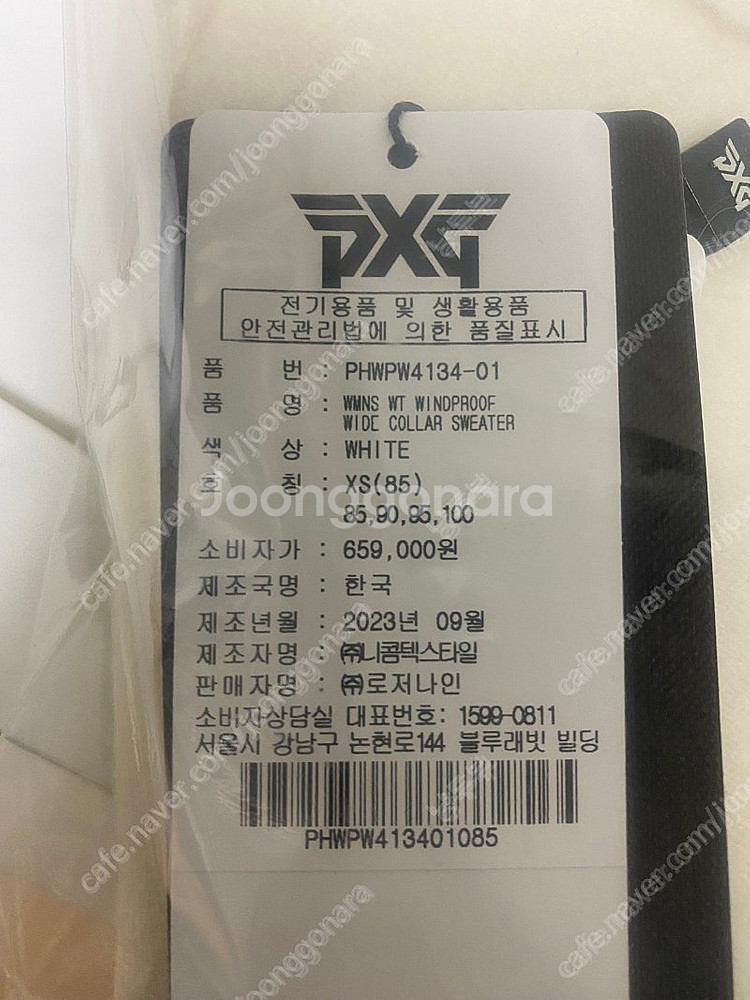 PXG
전기용품 및 생활용품
안전관리법에 의한 품질표시
품 번 : PHWPW4134-01
품 명 : WMNS WT WINDPROOF
WIDE COLLAR SWEATER
색 상 : WHITE
호 칭 : XS(85)
85,90,95,100
소비자가 : 659,000원
제조국명 : 한국
제조년월 : 2023년 09월
제조자명 : ㈜니콤텍스타일
판매자명 : ㈜로저나인
소비자상담실 대표번호: 1599-0811
서울시 강남구 논현로144 블루래빗 빌딩
PHWPW413401085
PXG
Joonggonara
cafe.naver.com/joonggonara